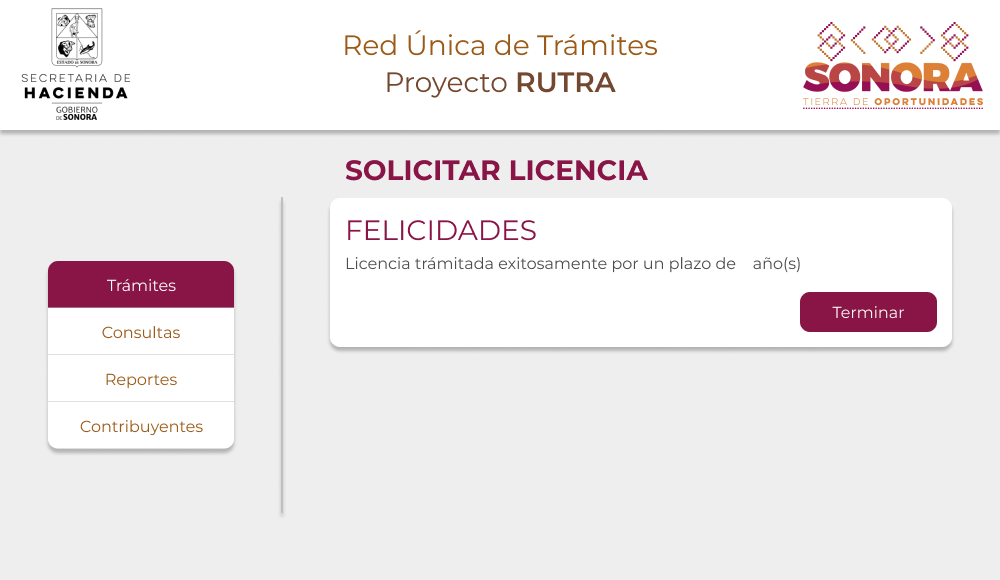 ESTADO de SONORA
SECRETARIA DE
HACIENDA
GOBIERNO
DE SONORA
Red Única de Trámites
Proyecto RUTRA
SONORA
TIERRA DE OPORTUNIDADES
SOLICITAR LICENCIA
FELICIDADES
Licencia trámitada exitosamente por un plazo de año(s)
Terminar
Trámites
Consultas
Reportes
Contribuyentes